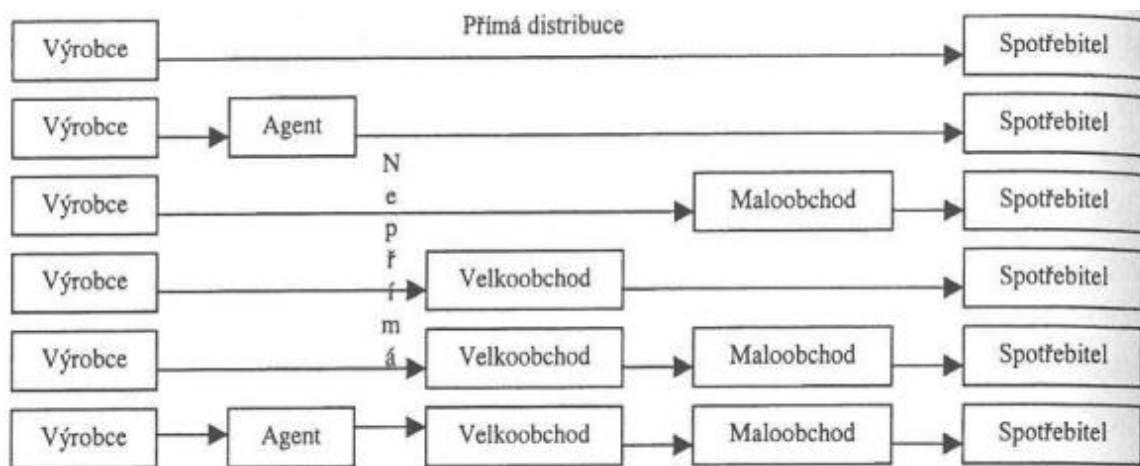 Přímá distribuce
Výrobce Spotřebitel
Výrobce Agent Spotřebitel
Nepřímá
Výrobce Maloobchod Spotřebitel
Výrobce Velkoobchod Spotřebitel
Výrobce Velkoobchod Maloobchod Spotřebitel
Výrobce Agent Velkoobchod Maloobchod Spotřebitel